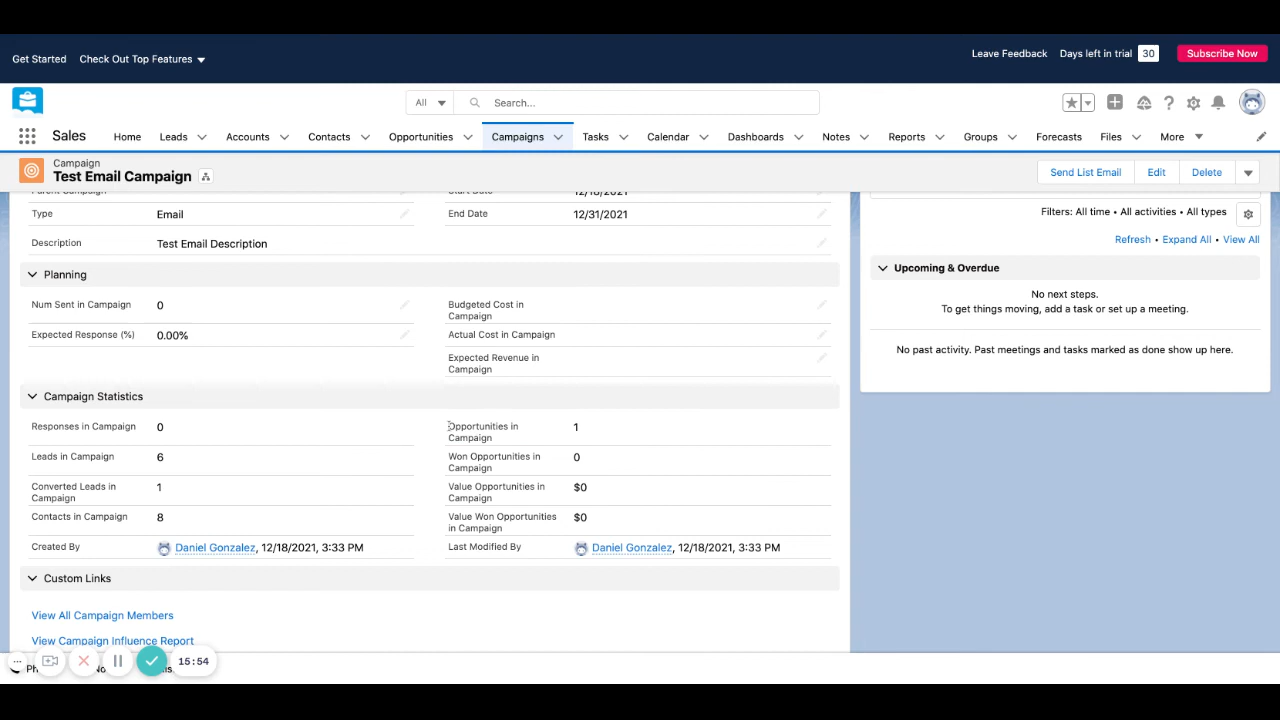 Get Started Check Out Top Features Leave Feedback Days left in trial 30 Subscribe Now
All Search...
Sales Home Leads Accounts Contacts Opportunities Campaigns Tasks Calendar Dashboards Notes Reports Groups Forecasts Files More
Campaign
Test Email Campaign Send List Email Edit Delete
Parent Campaign Start Date 12/18/2021
Type Email End Date 12/31/2021
Description Test Email Description
Planning
Num Sent in Campaign 0 Budgeted Cost in
Campaign
Expected Response (%) 0.00% Actual Cost in Campaign
Expected Revenue in
Campaign
Campaign Statistics
Responses in Campaign 0 Opportunities in
Campaign 1
Leads in Campaign 6 Won Opportunities in
Campaign 0
Converted Leads in
Campaign 1 Value Opportunities in
Campaign $0
Contacts in Campaign 8 Value Won Opportunities
in Campaign $0
Created By Daniel Gonzalez, 12/18/2021, 3:33 PM Last Modified By Daniel Gonzalez, 12/18/2021, 3:33 PM
Custom Links
View All Campaign Members
View Campaign Influence Report
Filters: All time • All activities • All types
Refresh • Expand All • View All
Upcoming & Overdue
No next steps.
To get things moving, add a task or set up a meeting.
No past activity. Past meetings and tasks marked as done show up here.
15:54